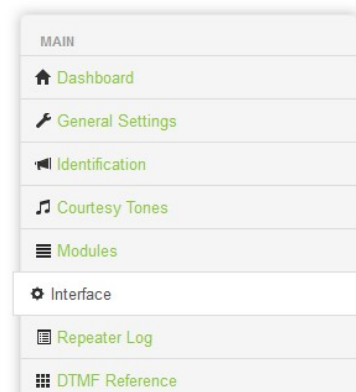 MAIN
Dashboard
General Settings
Identification
Courtesy Tones
Modules
Interface
Repeater Log
DTMF Reference